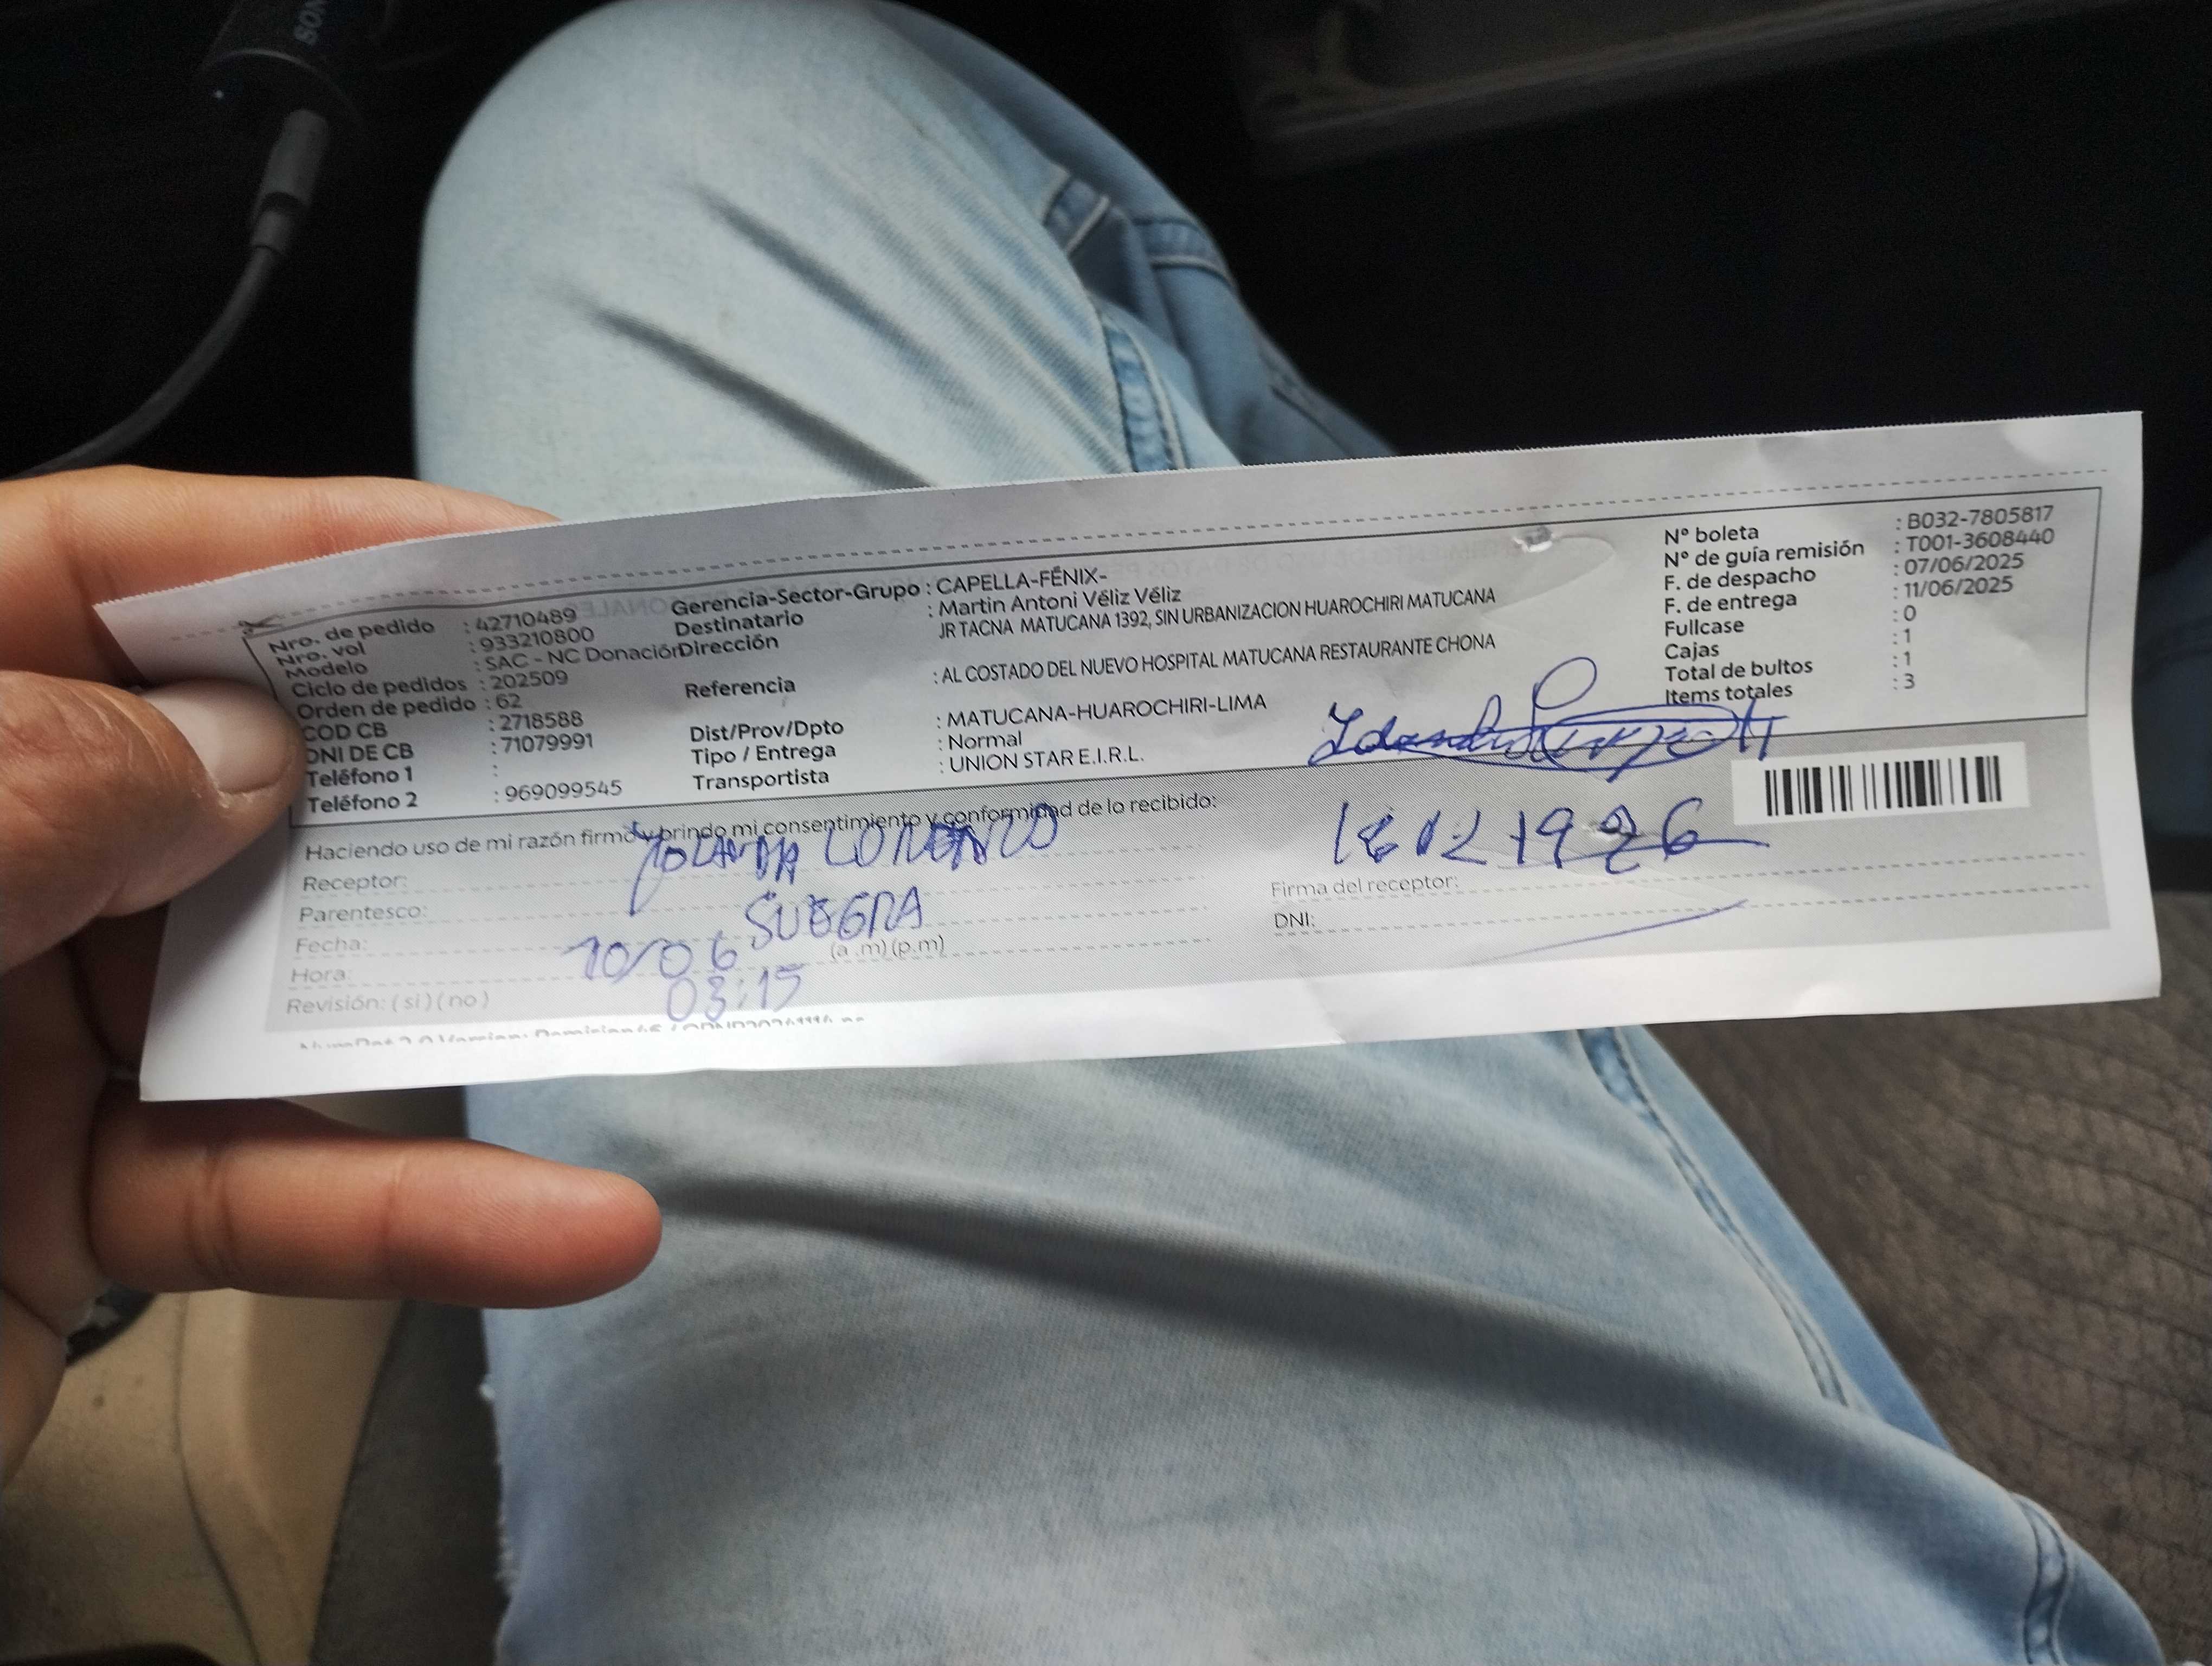 SON
Nro. de pedido : 42710489
Nro. vol : 933210800
Modelo : SAC - NC Donación
Ciclo de pedidos : 202509
Orden de pedido : 62
COD CB : 2718588
DNI DE CB : 71079991
Teléfono 1 :
Teléfono 2 : 969099545
Gerencia-Sector-Grupo : CAPELLA-FÉNIX-
Destinatario : Martin Antoni Véliz Véliz
Dirección JR TACNA MATUCANA 1392, SIN URBANIZACION HUAROCHIRI MATUCANA
Referencia : AL COSTADO DEL NUEVO HOSPITAL MATUCANA RESTAURANTE CHONA
Dist/Prov/Dpto : MATUCANA-HUAROCHIRI-LIMA
Tipo / Entrega : Normal
Transportista : UNION STAR E.I.R.L.
Nº boleta : B032-7805817
Nº de guía remisión : T001-3608440
F. de despacho : 07/06/2025
F. de entrega : 11/06/2025
Fullcase : 0
Cajas : 1
Total de bultos : 1
Items totales : 3
Haciendo uso de mi razón firmo y brindo mi consentimiento y conformidad de lo recibido:
Receptor: YOLANDA LORENZO
Parentesco: SUEGRA
Fecha: 10/06
Hora: 03:15 (a .m) (p.m)
Revisión: ( si ) ( no )
Firma del receptor:
DNI: